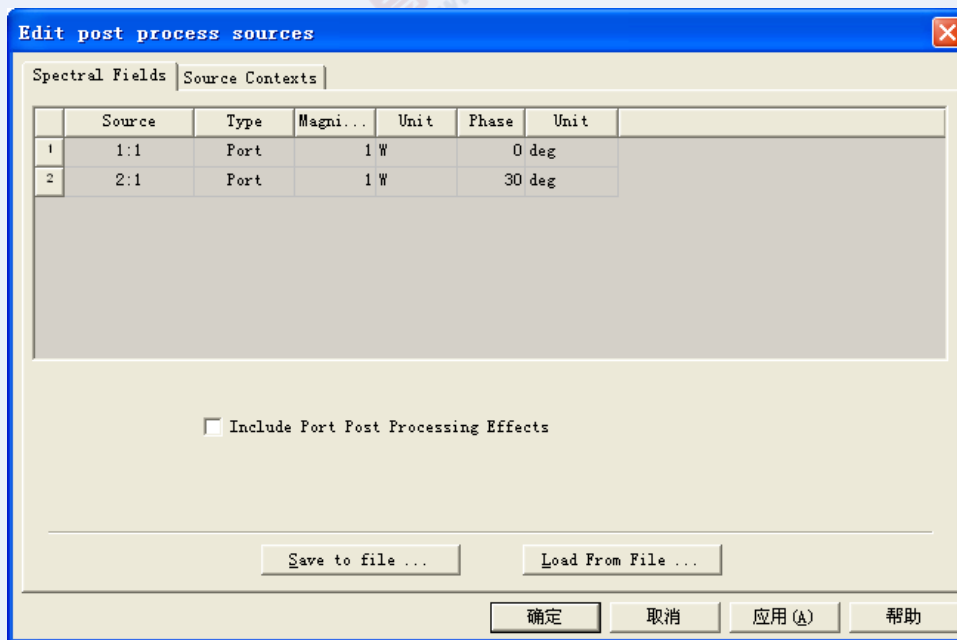 Edit post process sources
Spectral Fields Source Contexts
Source Type Magni... Unit Phase Unit
1 1:1 Port 1 W 0 deg
2 2:1 Port 1 W 30 deg
Include Port Post Processing Effects
Save to file ... Load From File ...
确定 取消 应用(A) 帮助